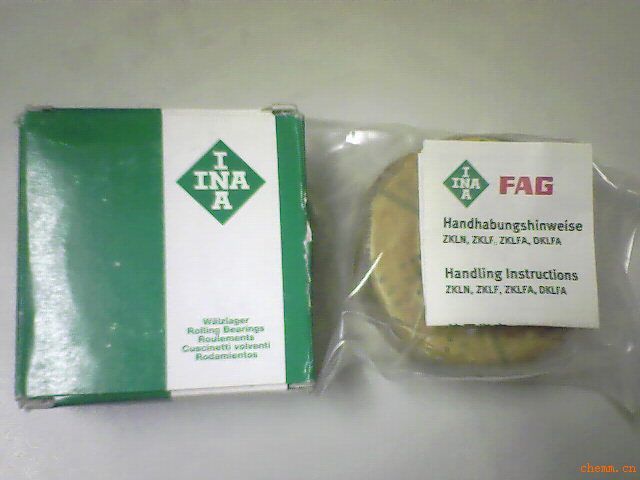 I
INA
A
Wälzlager
Rolling Bearings
Roulements
Cuscinetti volventi
Rodamientos
I
INA
A
FAG
Handhabungshinweise
ZKLN, ZKLF, ZKLFA, DKLFA
Handling Instructions
ZKLN, ZKLF, ZKLFA, DKLFA
chemm.cn